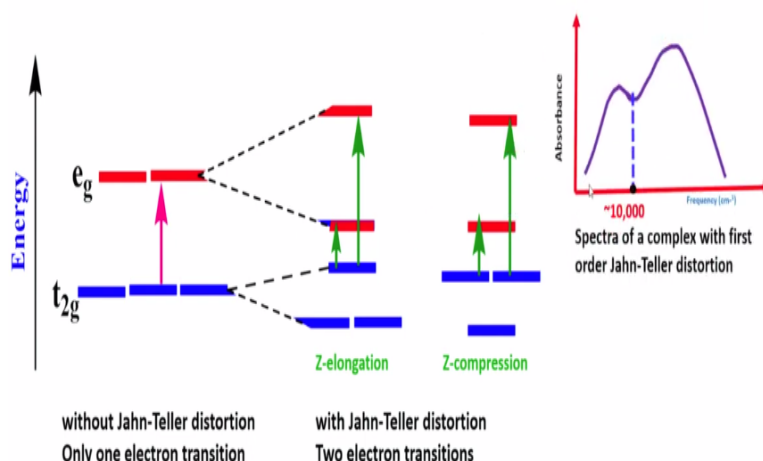 Energy
eg
t2g
Z-elongation
Z-compression
without Jahn-Teller distortion
Only one electron transition
with Jahn-Teller distortion
Two electron transitions
Absorbance
~10,000
Frequency (cm-1)
Spectra of a complex with first
order Jahn-Teller distortion